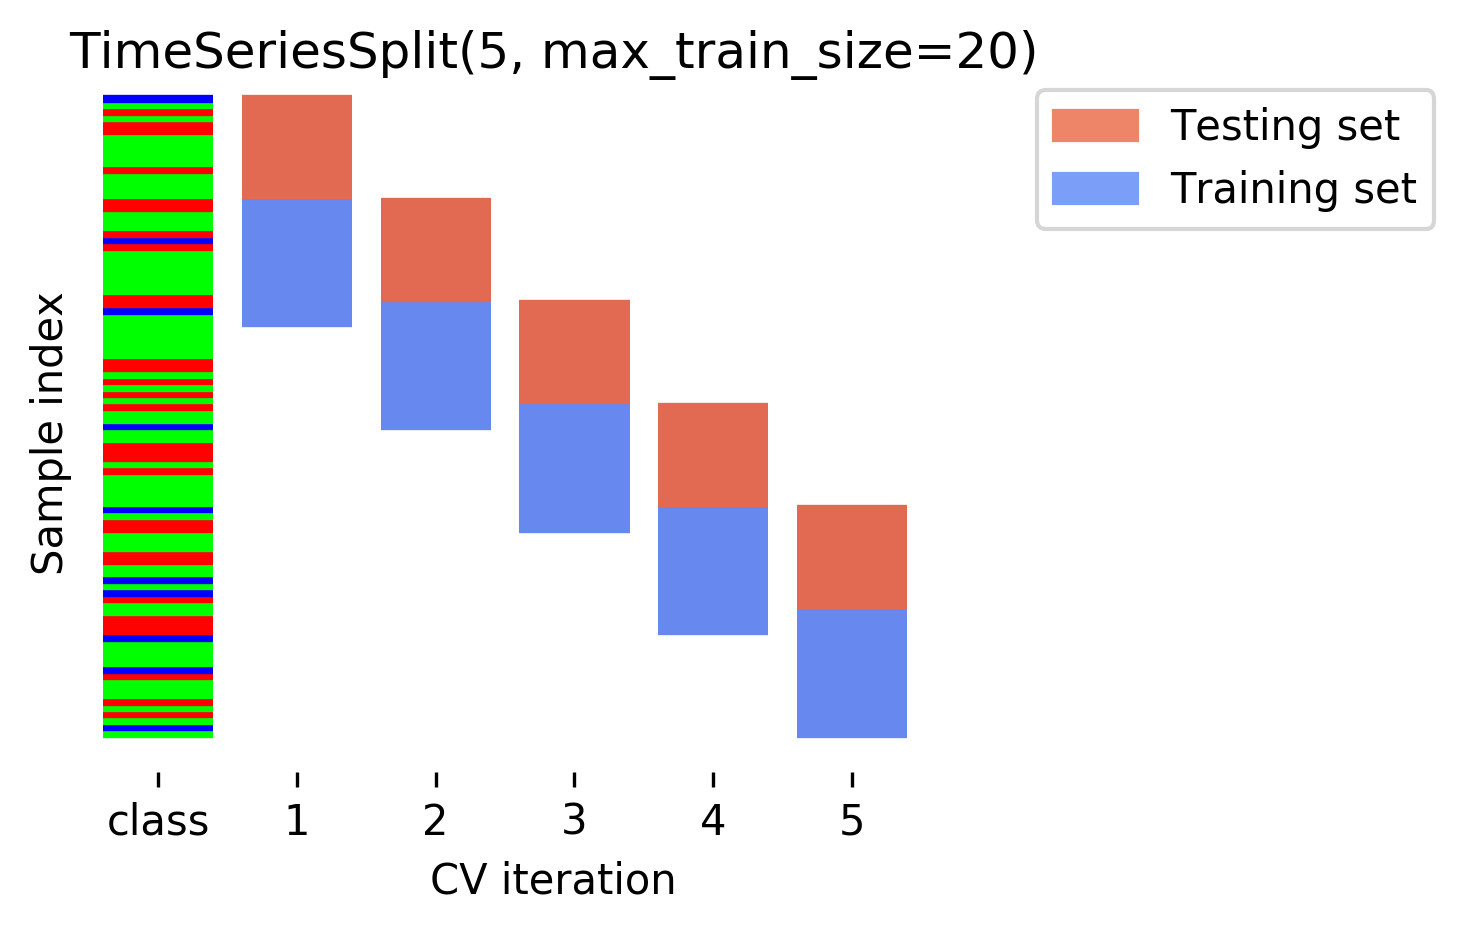 TimeSeriesSplit(5, max_train_size=20)
Testing set
Training set
Sample index
class 1 2 3 4 5
CV iteration